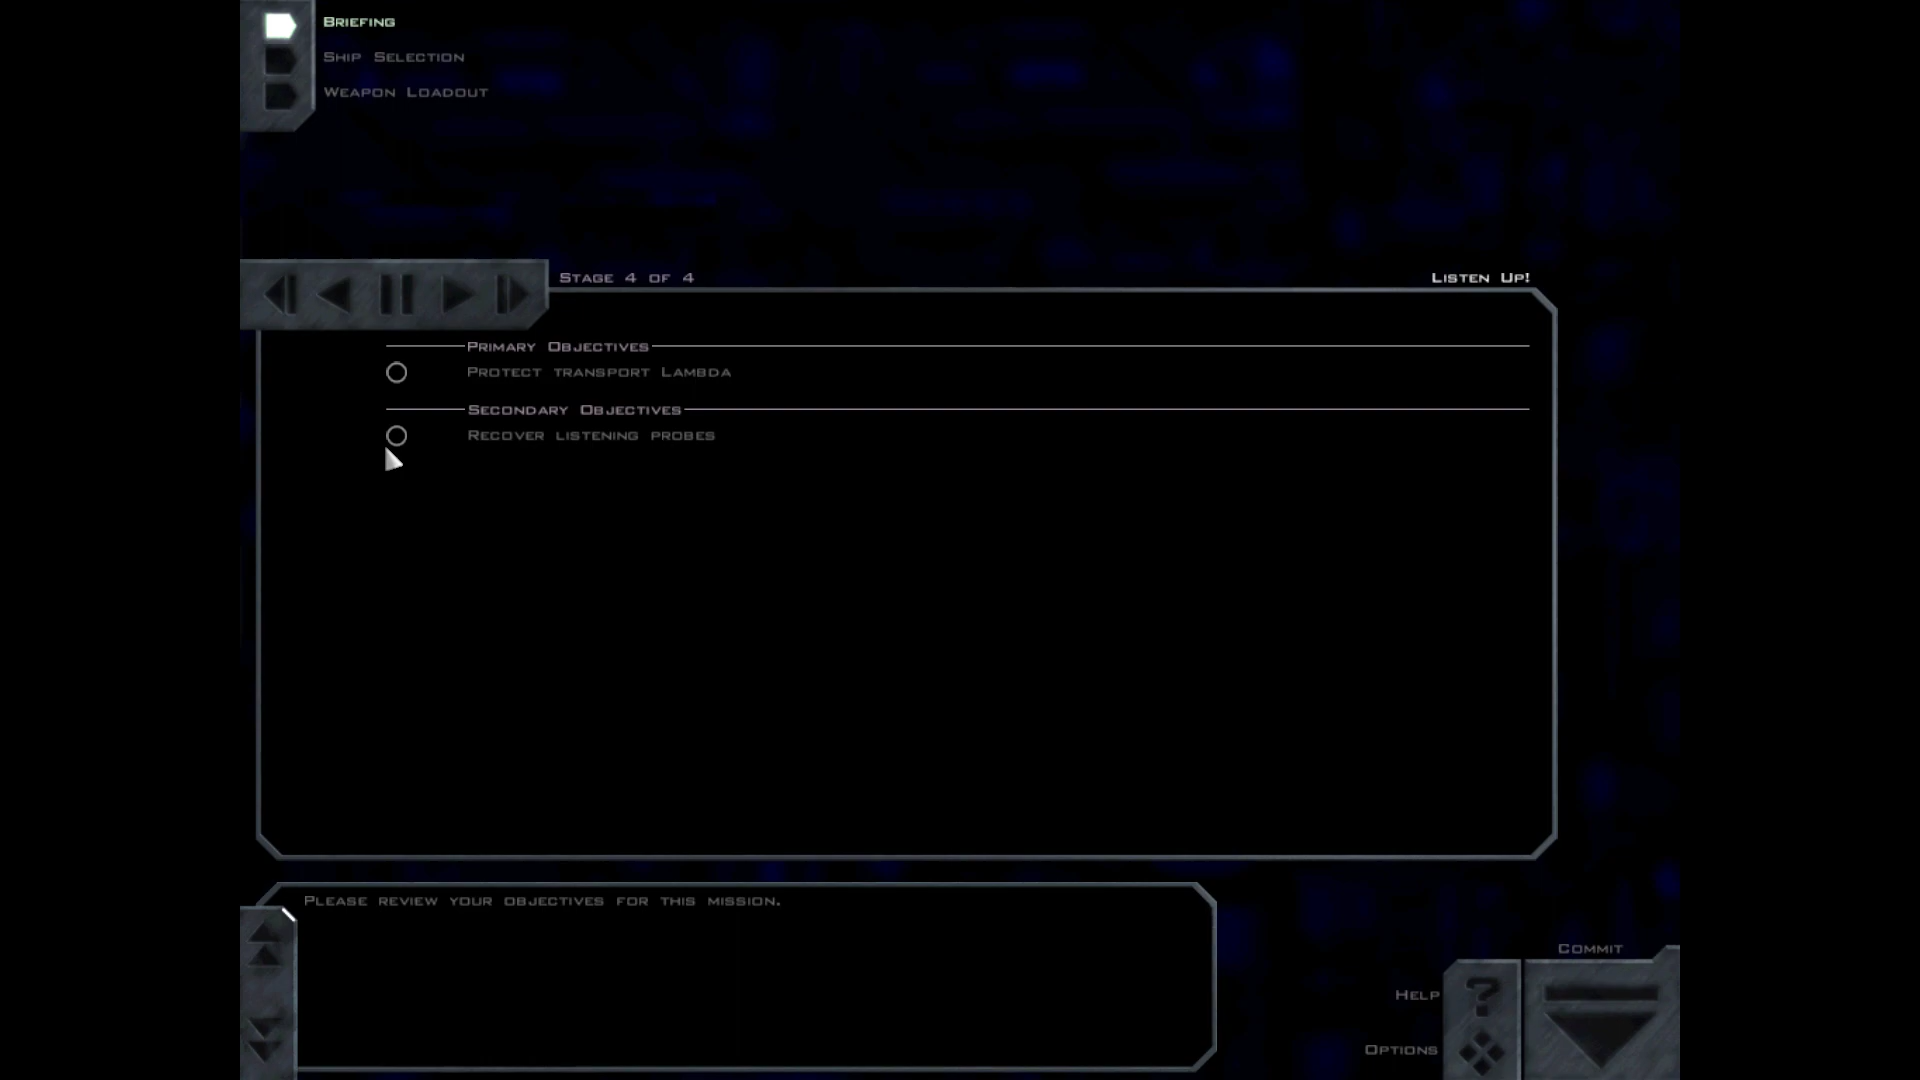 Briefing
Ship Selection
Weapon Loadout
Stage 4 of 4
Listen Up!
Primary Objectives
Protect transport Lambda
Secondary Objectives
Recover listening probes
Please review your objectives for this mission.
Commit
Help
?
Options